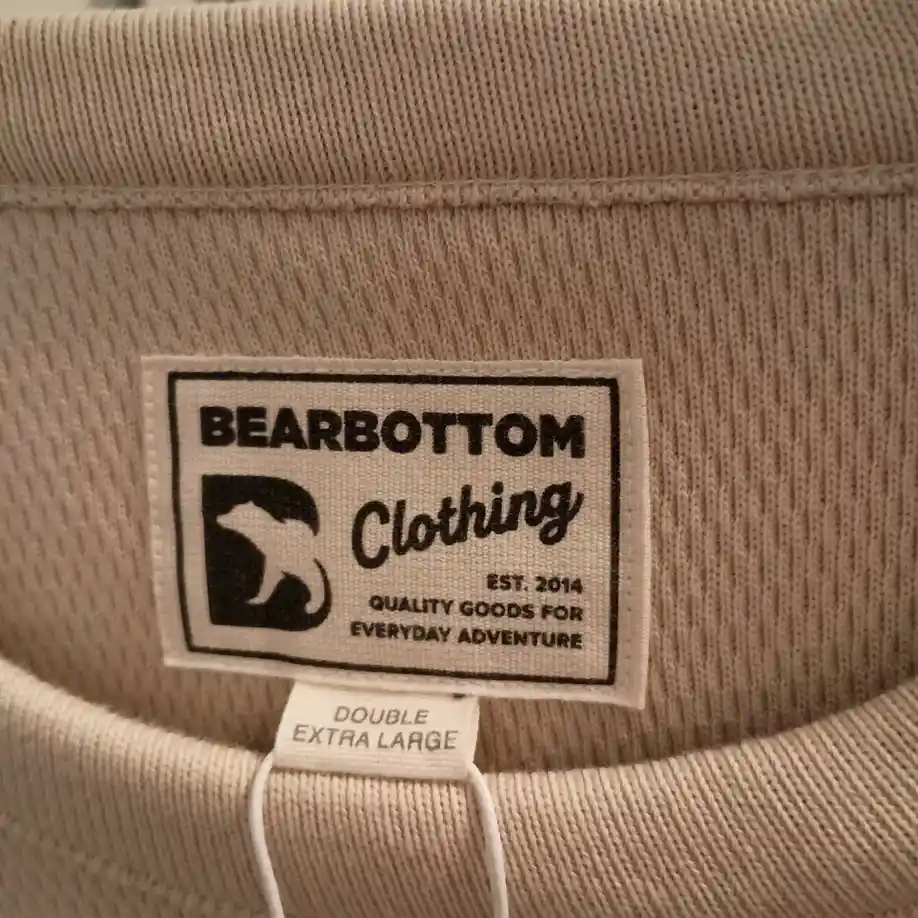 BEARBOTTOM
Clothing
EST. 2014
QUALITY GOODS FOR
EVERYDAY ADVENTURE
DOUBLE
EXTRA LARGE